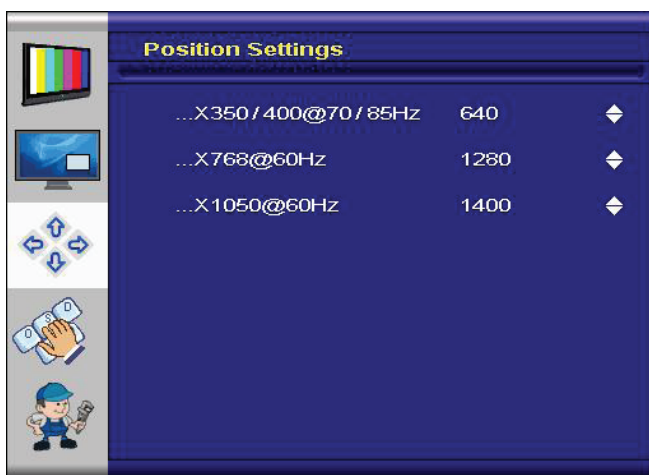 Position Settings
...X350/400@70/85Hz 640
...X768@60Hz 1280
...X1050@60Hz 1400
O S D